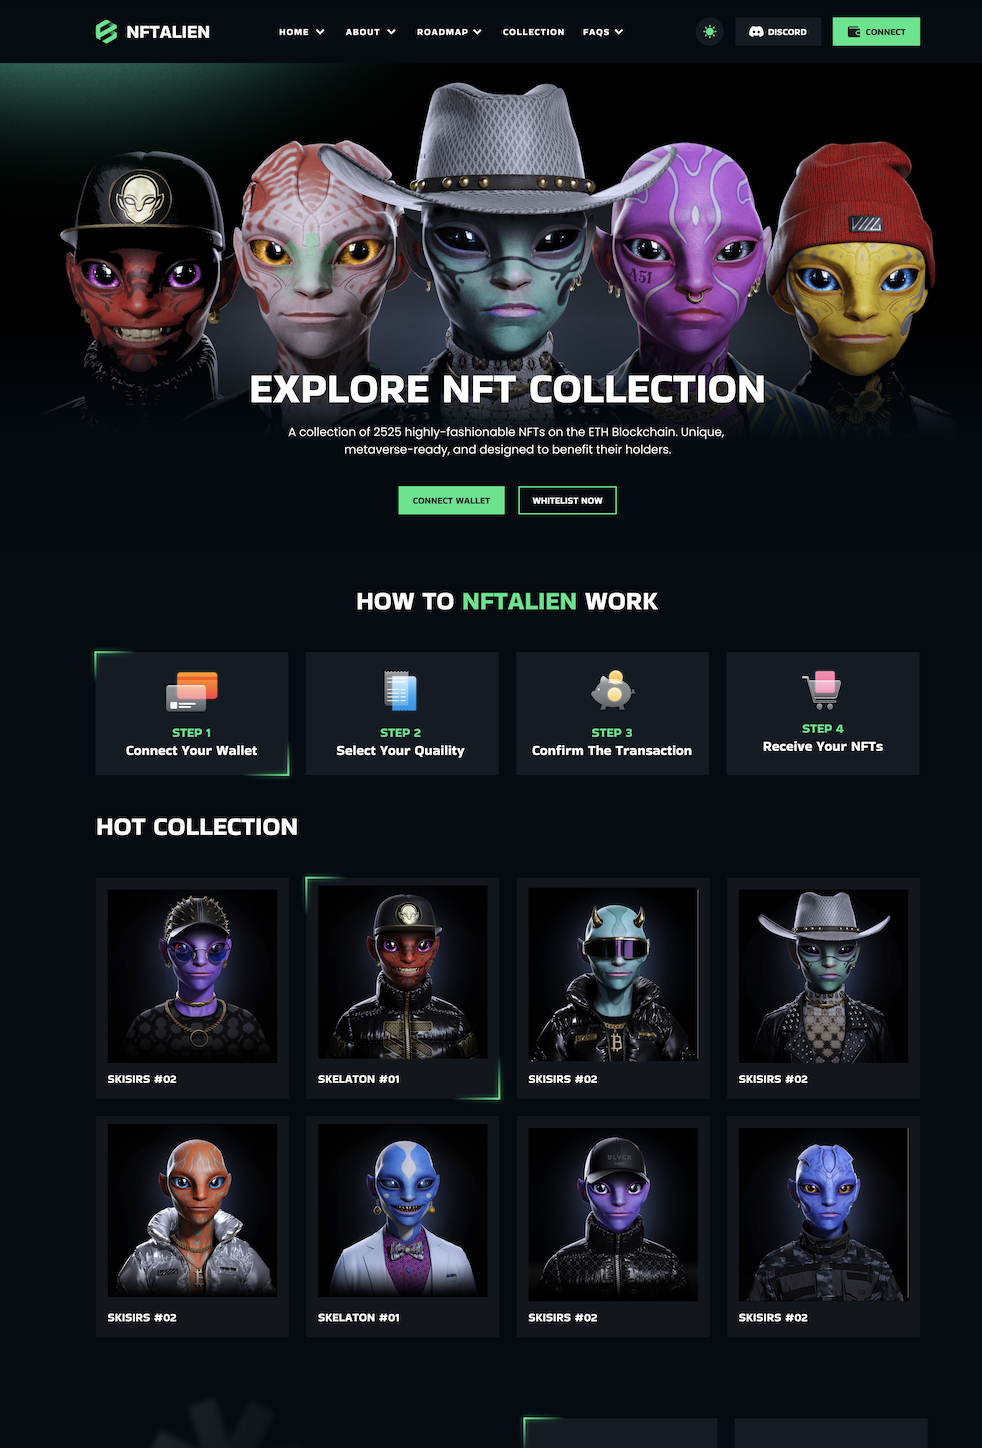 NFTALIEN
HOME
ABOUT
ROADMAP
COLLECTION
FAQS
DISCORD
CONNECT
A51
EXPLORE NFT COLLECTION
A collection of 2525 highly-fashionable NFTs on the ETH Blockchain. Unique,
metaverse-ready, and designed to benefit their holders.
CONNECT WALLET
WHITELIST NOW
HOW TO NFTALIEN WORK
STEP 1
Connect Your Wallet
STEP 2
Select Your Quaility
STEP 3
Confirm The Transaction
STEP 4
Receive Your NFTs
HOT COLLECTION
SKISIRS #02
SKELATON #01
SKISIRS #02
SKISIRS #02
BLVCK
SKISIRS #02
SKELATON #01
SKISIRS #02
SKISIRS #02